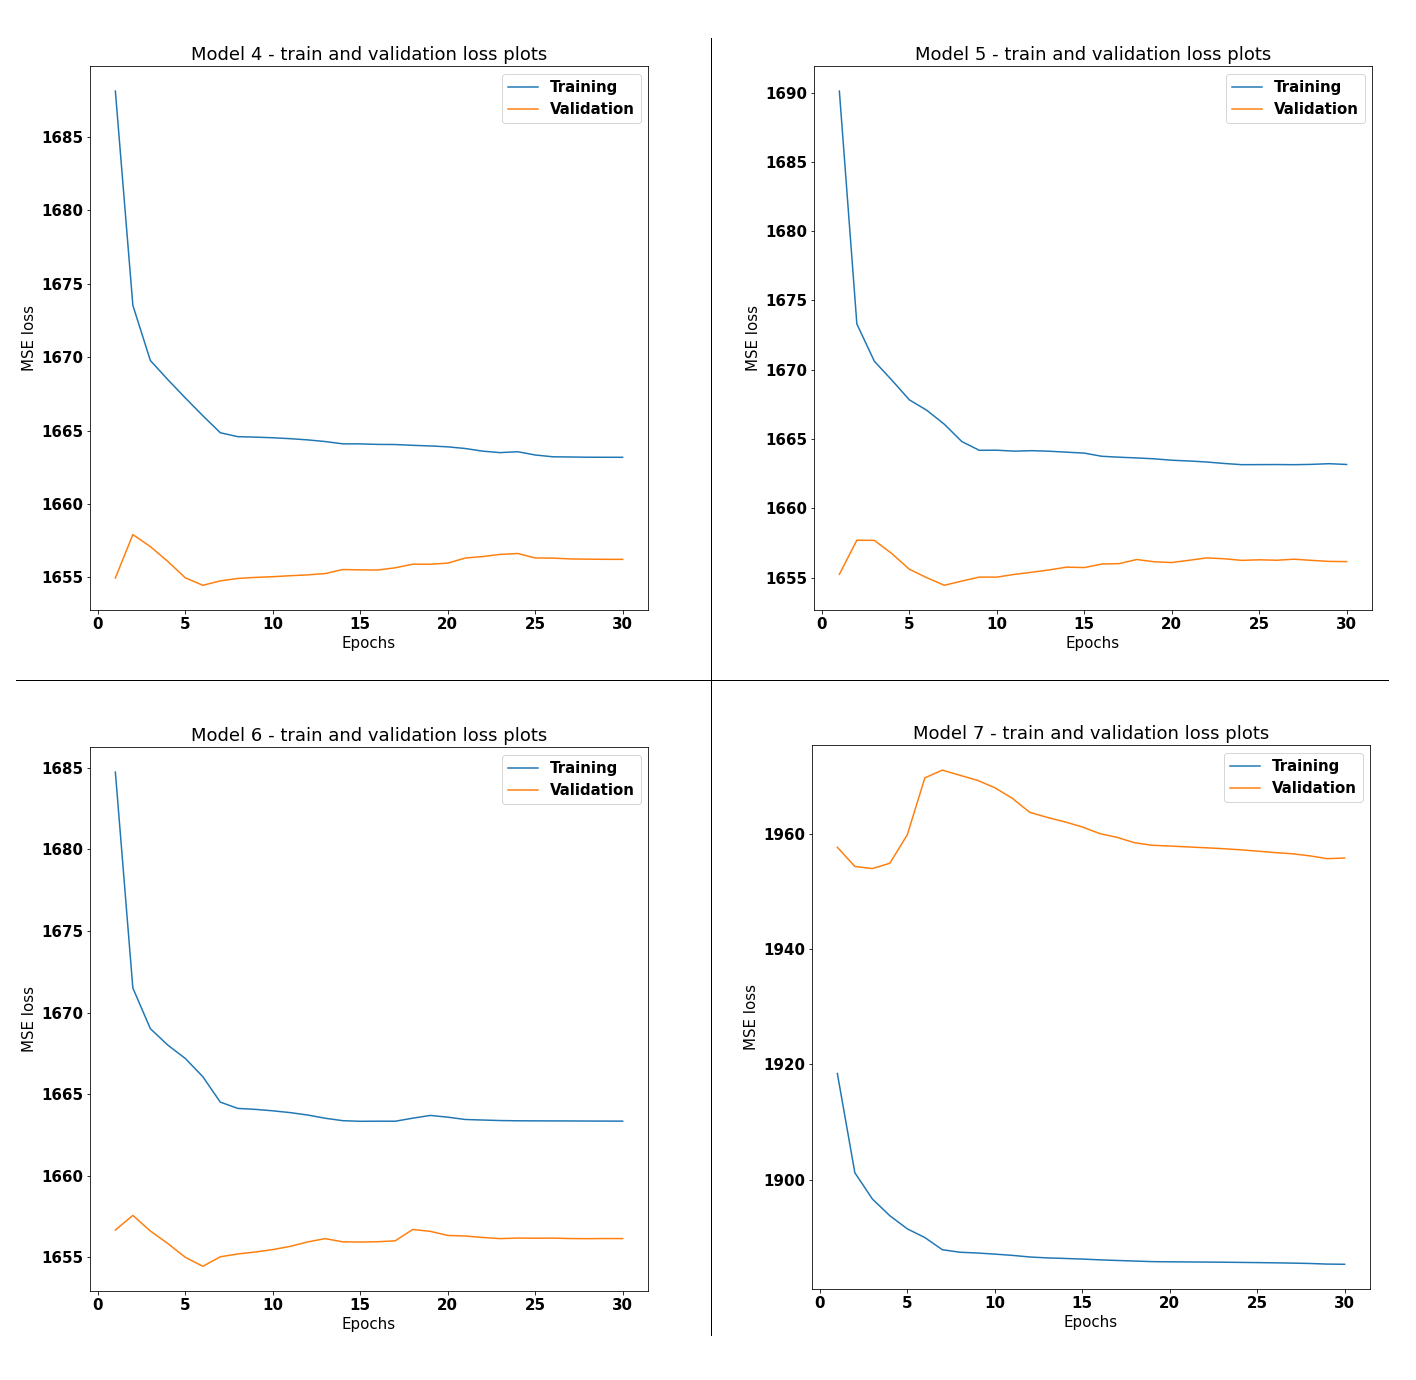 Model 4 - train and validation loss plots
Training
Validation
1685
1680
1675
1670
1665
1660
1655
MSE loss
0 5 10 15 20 25 30
Epochs
Model 5 - train and validation loss plots
Training
Validation
1690
1685
1680
1675
1670
1665
1660
1655
MSE loss
0 5 10 15 20 25 30
Epochs
Model 6 - train and validation loss plots
Training
Validation
1685
1680
1675
1670
1665
1660
1655
MSE loss
0 5 10 15 20 25 30
Epochs
Model 7 - train and validation loss plots
Training
Validation
1960
1940
1920
1900
MSE loss
0 5 10 15 20 25 30
Epochs